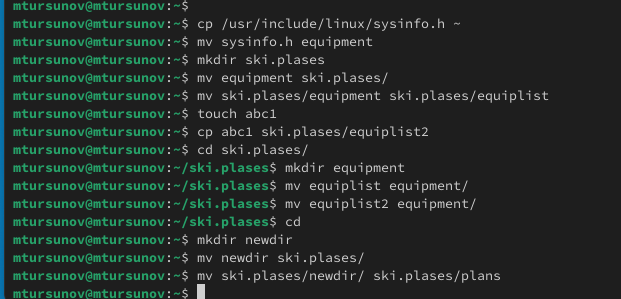 mtursunov@mtursunov:~$
mtursunov@mtursunov:~$ cp /usr/include/linux/sysinfo.h ~
mtursunov@mtursunov:~$ mv sysinfo.h equipment
mtursunov@mtursunov:~$ mkdir ski.plases
mtursunov@mtursunov:~$ mv equipment ski.plases/
mtursunov@mtursunov:~$ mv ski.plases/equipment ski.plases/equiplist
mtursunov@mtursunov:~$ touch abc1
mtursunov@mtursunov:~$ cp abc1 ski.plases/equiplist2
mtursunov@mtursunov:~$ cd ski.plases/
mtursunov@mtursunov:~/ski.plases$ mkdir equipment
mtursunov@mtursunov:~/ski.plases$ mv equiplist equipment/
mtursunov@mtursunov:~/ski.plases$ mv equiplist2 equipment/
mtursunov@mtursunov:~/ski.plases$ cd
mtursunov@mtursunov:~$ mkdir newdir
mtursunov@mtursunov:~$ mv newdir ski.plases/
mtursunov@mtursunov:~$ mv ski.plases/newdir/ ski.plases/plans
mtursunov@mtursunov:~$